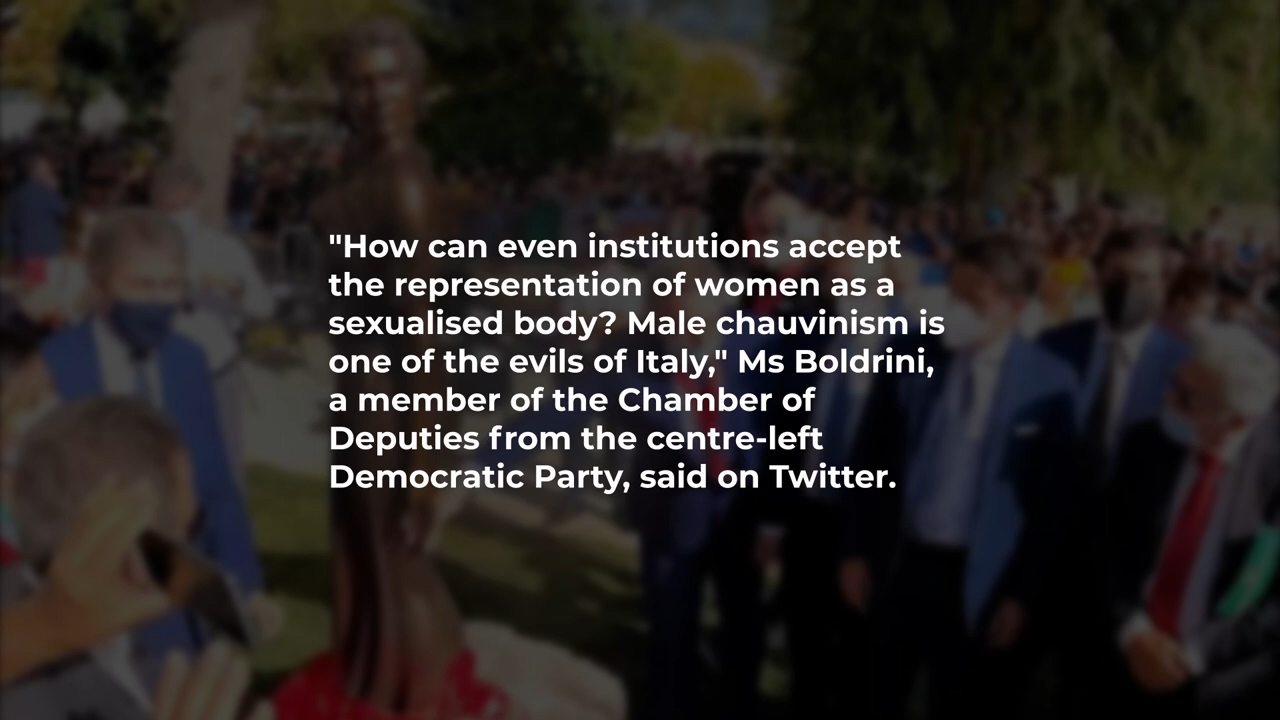 "How can even institutions accept
the representation of women as a
sexualised body? Male chauvinism is
one of the evils of Italy," Ms Boldrini,
a member of the Chamber of
Deputies from the centre-left
Democratic Party, said on Twitter.